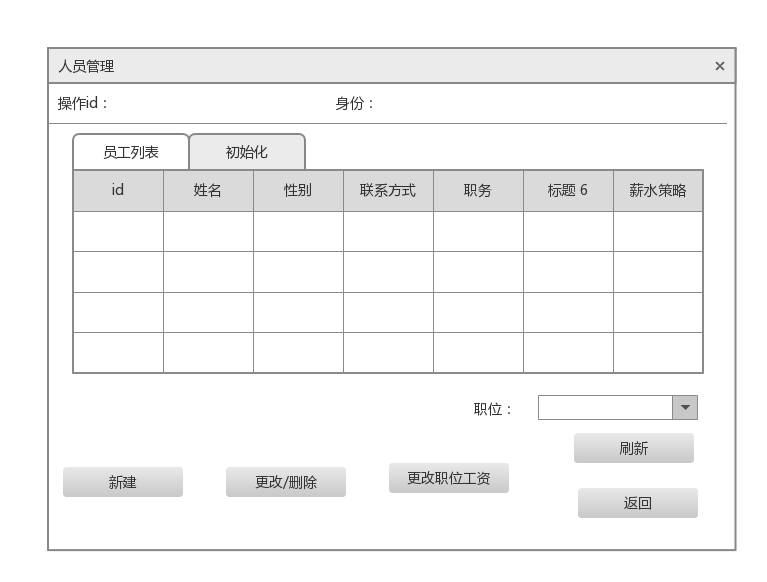 人员管理 ×
操作id： 身份：
员工列表 初始化
id 姓名 性别 联系方式 职务 标题 6 薪水策略
职位：
刷新
新建 更改/删除 更改职位工资
返回